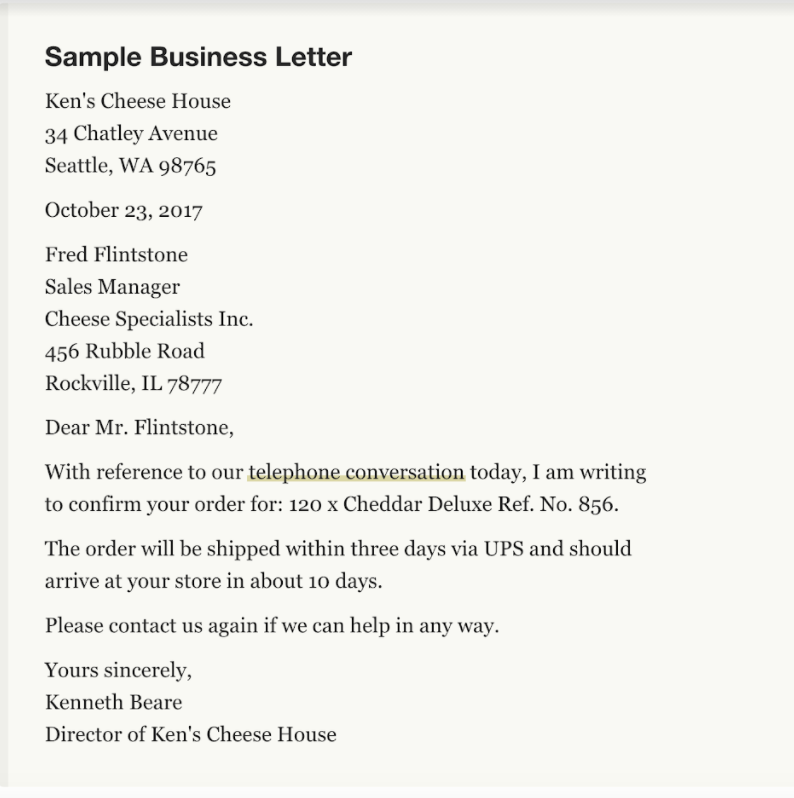 Sample Business Letter
Ken's Cheese House
34 Chatley Avenue
Seattle, WA 98765
October 23, 2017
Fred Flintstone
Sales Manager
Cheese Specialists Inc.
456 Rubble Road
Rockville, IL 78777
Dear Mr. Flintstone,
With reference to our telephone conversation today, I am writing
to confirm your order for: 120 x Cheddar Deluxe Ref. No. 856.
The order will be shipped within three days via UPS and should
arrive at your store in about 10 days.
Please contact us again if we can help in any way.
Yours sincerely,
Kenneth Beare
Director of Ken's Cheese House